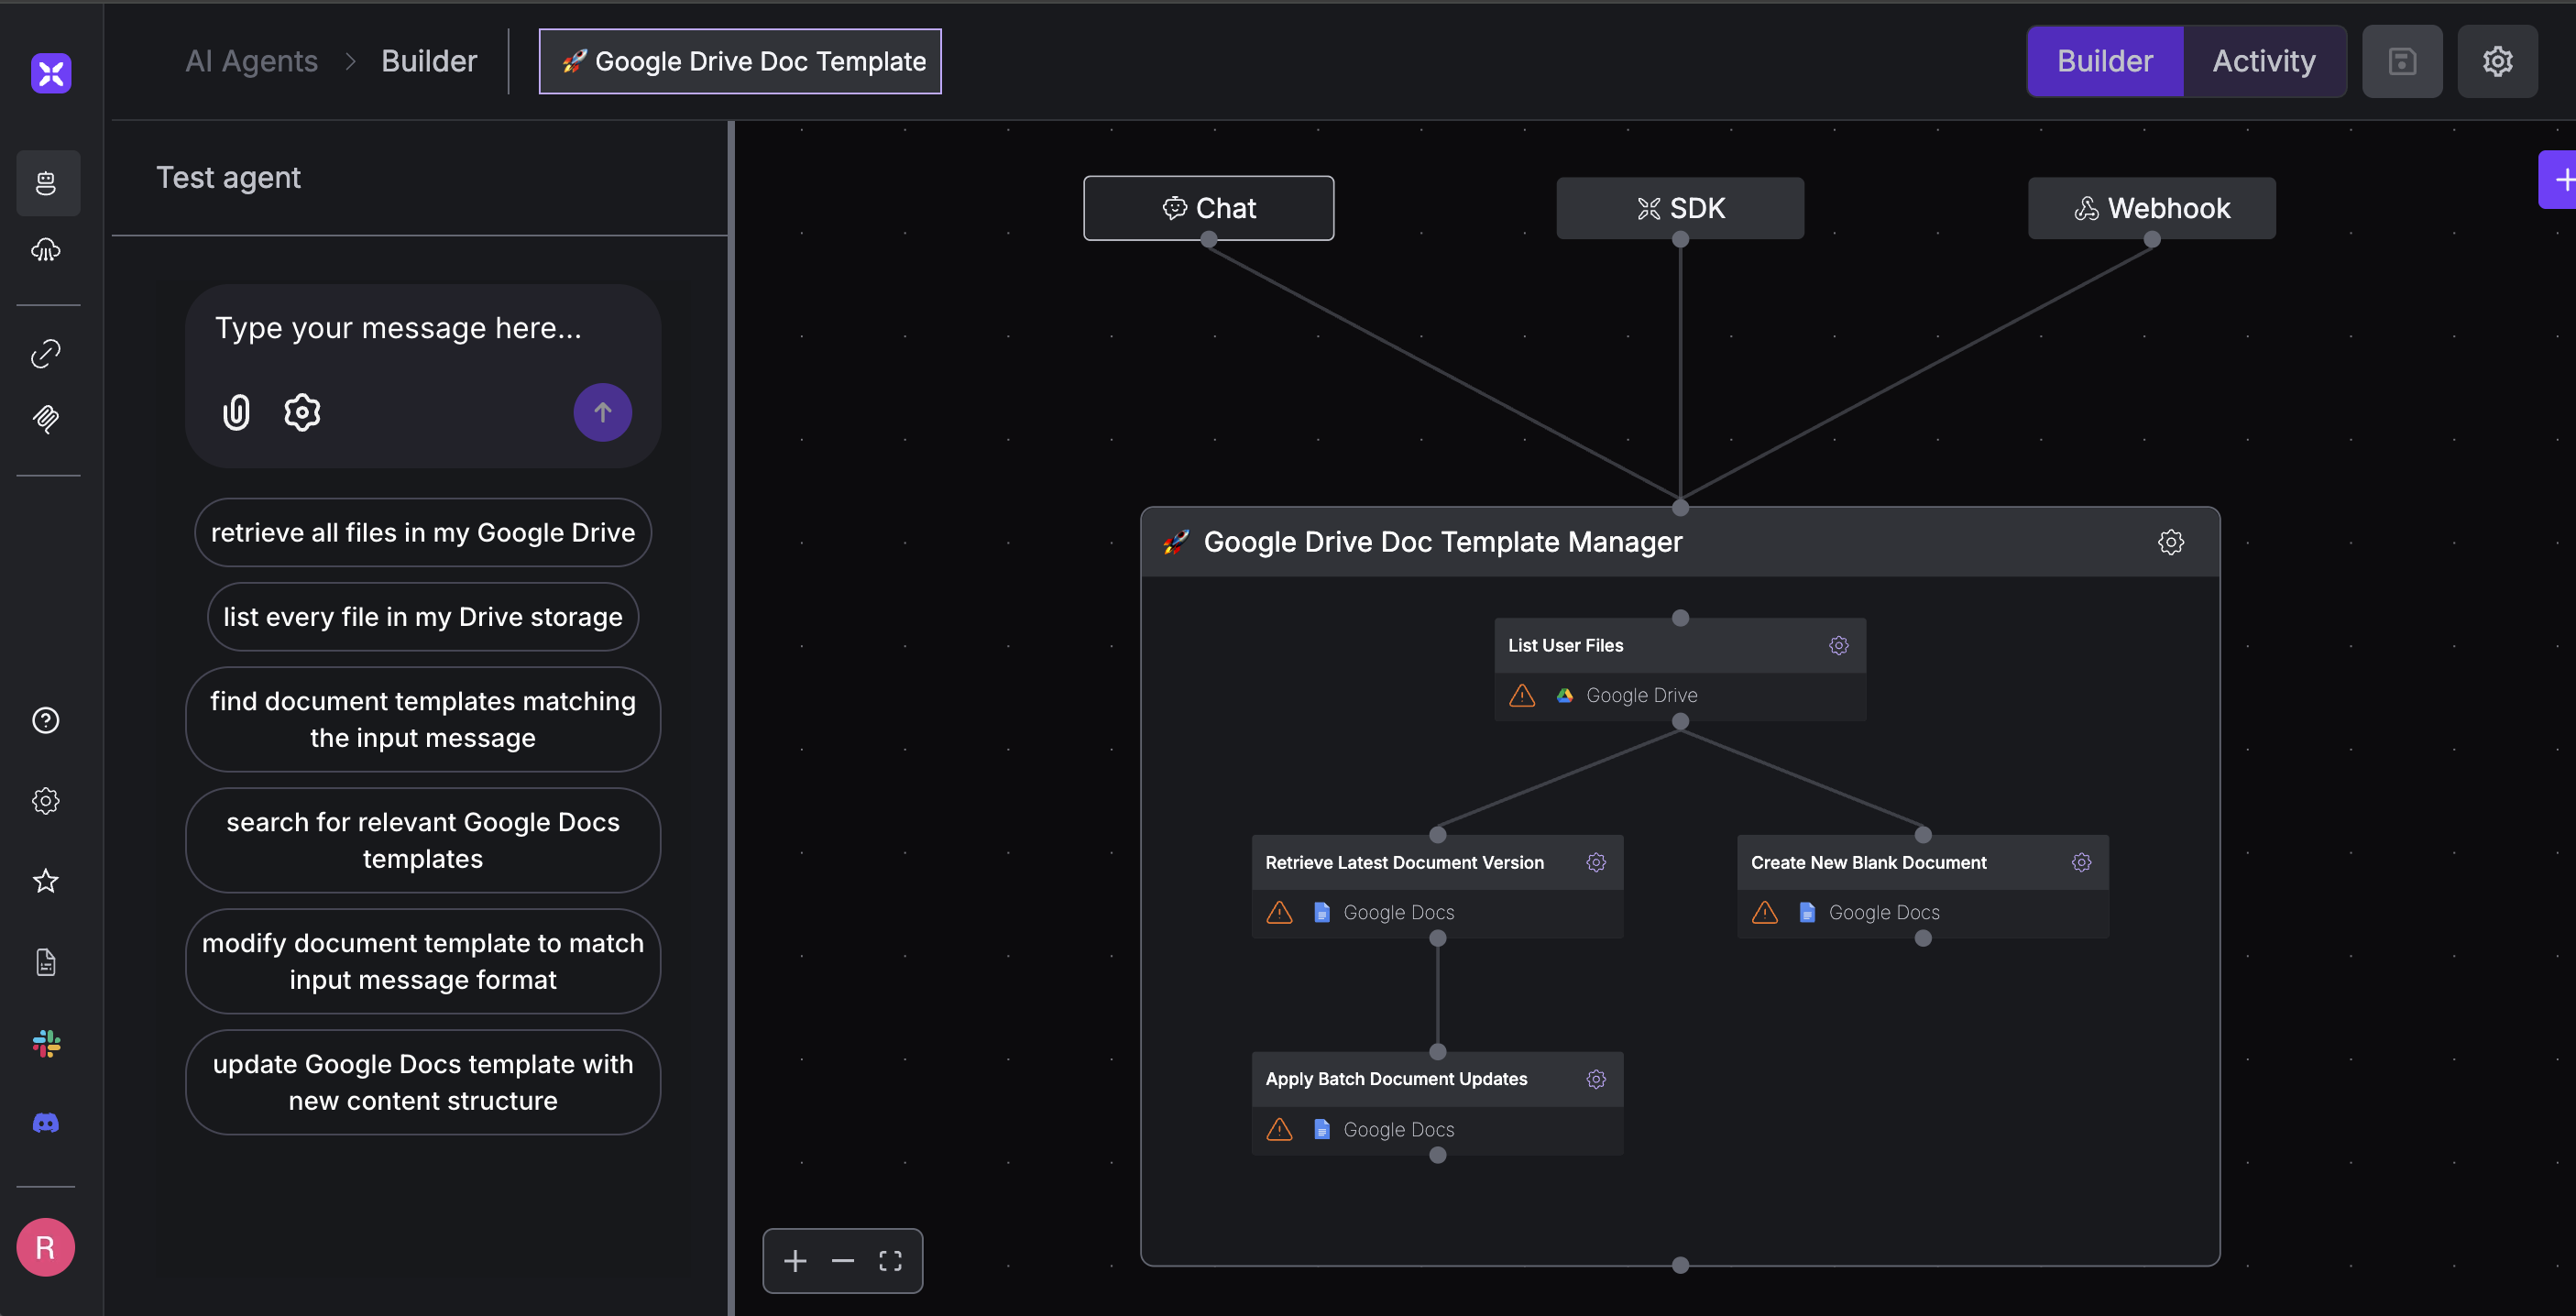 AI Agents > Builder
🚀 Google Drive Doc Template
Builder
Activity
Test agent
Type your message here...
retrieve all files in my Google Drive
list every file in my Drive storage
find document templates matching
the input message
search for relevant Google Docs
templates
modify document template to match
input message format
update Google Docs template with
new content structure
R
Chat
SDK
Webhook
🚀 Google Drive Doc Template Manager
List User Files
Google Drive
Retrieve Latest Document Version
Google Docs
Create New Blank Document
Google Docs
Apply Batch Document Updates
Google Docs